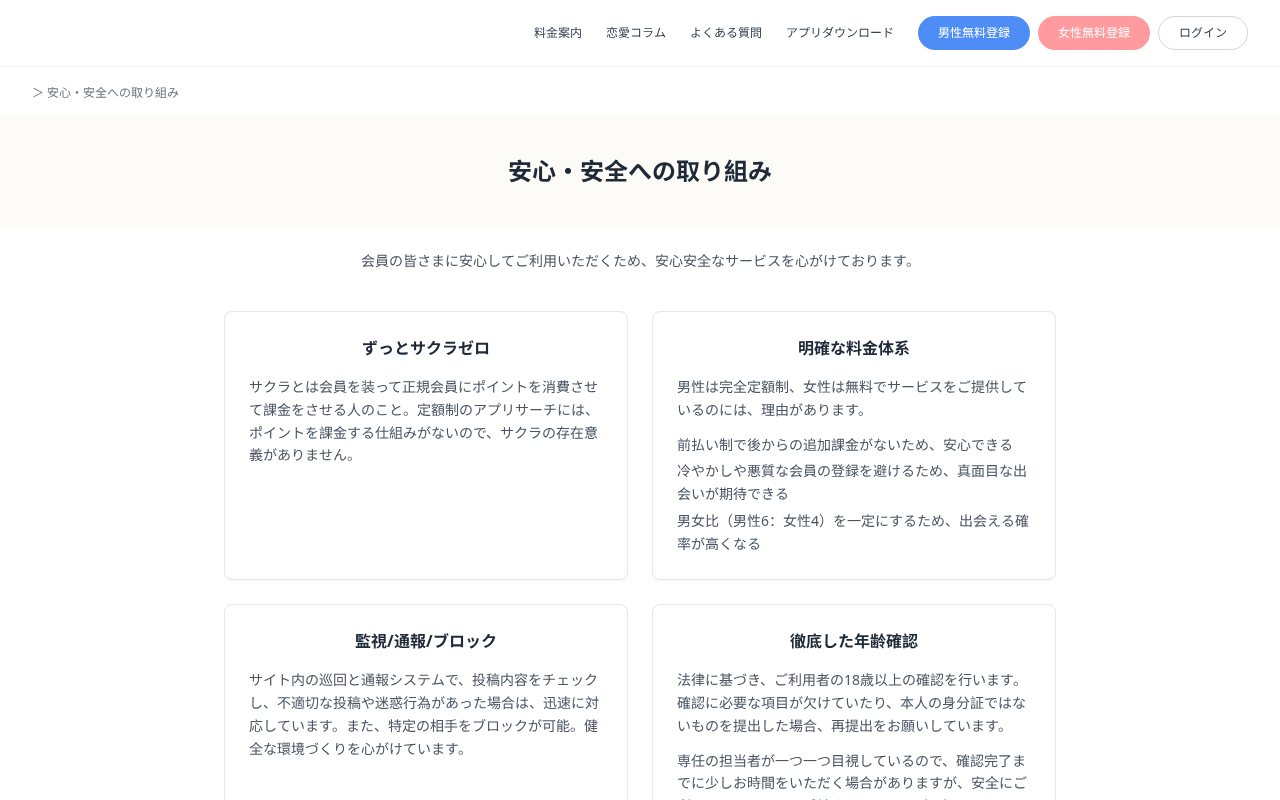 料金案内 恋愛コラム よくある質問 アプリダウンロード 男性無料登録 女性無料登録 ログイン
＞ 安心・安全への取り組み
安心・安全への取り組み
会員の皆さまに安心してご利用いただくため、安心安全なサービスを心がけております。
ずっとサクラゼロ
サクラとは会員を装って正規会員にポイントを消費させ
て課金をさせる人のこと。定額制のアプリサーチには、
ポイントを課金する仕組みがないので、サクラの存在意
義がありません。
明確な料金体系
男性は完全定額制、女性は無料でサービスをご提供して
いるのには、理由があります。
前払い制で後からの追加課金がないため、安心できる
冷やかしや悪質な会員の登録を避けるため、真面目な出
会いが期待できる
男女比（男性6：女性4）を一定にするため、出会える確
率が高くなる
監視/通報/ブロック
サイト内の巡回と通報システムで、投稿内容をチェック
し、不適切な投稿や迷惑行為があった場合は、迅速に対
応しています。また、特定の相手をブロックが可能。健
全な環境づくりを心がけています。
徹底した年齢確認
法律に基づき、ご利用者の18歳以上の確認を行います。
確認に必要な項目が欠けていたり、本人の身分証ではな
いものを提出した場合、再提出をお願いしています。
専任の担当者が一つ一つ目視しているので、確認完了ま
でに少しお時間をいただく場合がありますが、安全にご